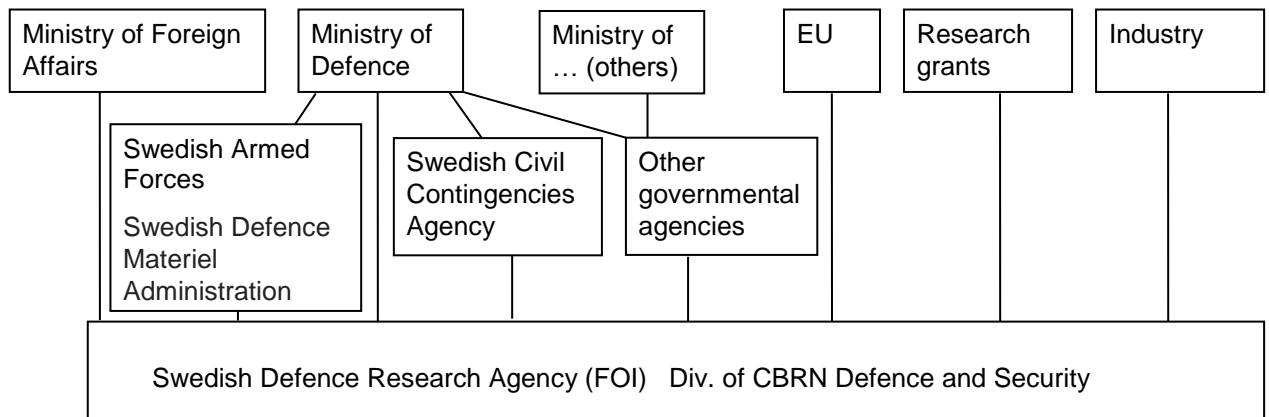 Ministry of Foreign
Affairs
Ministry of
Defence
Ministry of
… (others)
EU
Research
grants
Industry
Swedish Armed
Forces
Swedish Defence
Materiel
Administration
Swedish Civil
Contingencies
Agency
Other
governmental
agencies
Swedish Defence Research Agency (FOI) Div. of CBRN Defence and Security